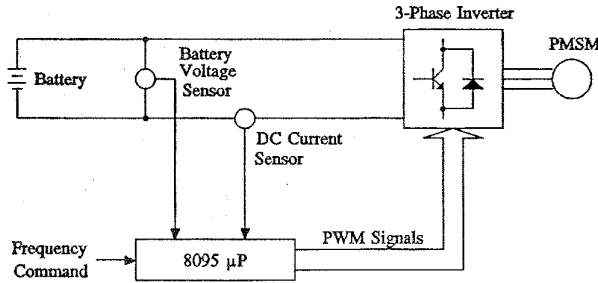 3-Phase Inverter
PMSM
Battery
Battery
Voltage
Sensor
DC Current
Sensor
PWM Signals
Frequency
Command
8095 μP